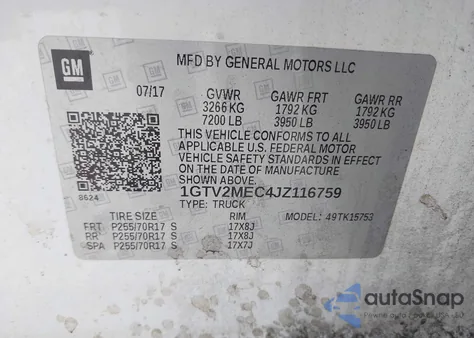 GM
MFD BY GENERAL MOTORS LLC
07/17 GVWR GAWR FRT GAWR RR
3266 KG 1792 KG 1792 KG
7200 LB 3950 LB 3950 LB
THIS VEHICLE CONFORMS TO ALL
APPLICABLE U.S. FEDERAL MOTOR
VEHICLE SAFETY STANDARDS IN EFFECT
ON THE DATE OF MANUFACTURE SHOWN ABOVE.
1GTV2MEC4JZ116759
8624 TYPE: TRUCK
TIRE SIZE RIM MODEL: 49TK15753
FRT P255/70R17 S 17X8J
RR P255/70R17 S 17X8J
SPA P255/70R17 S 17X7J
autoSnap